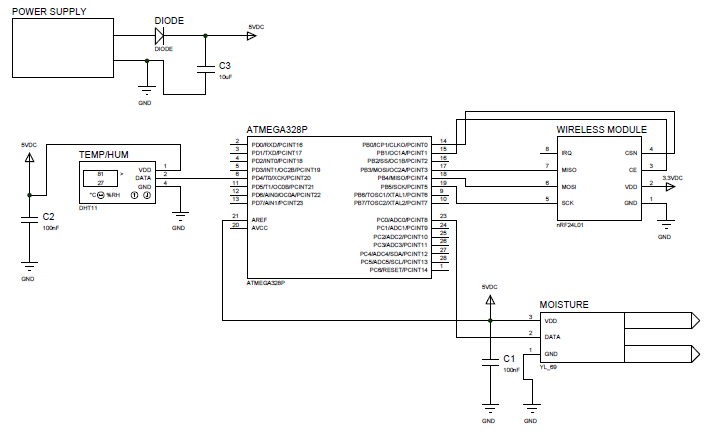 POWER SUPPLY
DIODE
DIODE
5VDC
C3
10uF
GND
GND
5VDC
TEMP/HUM
81
27
>
°C %RH
VDD
DATA
GND
1
2
4
DHT11
C2
100nF
GND
GND
ATMEGA328P
2 PD0/RXD/PCINT16
3 PD1/TXD/PCINT17
4 PD2/INT0/PCINT18
5 PD3/INT1/OC2B/PCINT19
6 PD4/T0/XCK/PCINT20
11 PD5/T1/OC0B/PCINT21
12 PD6/AIN0/OC0A/PCINT22
13 PD7/AIN1/PCINT23
21 AREF
20 AVCC
PB0/ICP1/CLKO/PCINT0 14
PB1/OC1A/PCINT1 15
PB2/SS/OC1B/PCINT2 16
PB3/MOSI/OC2A/PCINT3 17
PB4/MISO/PCINT4 18
PB5/SCK/PCINT5 19
PB6/TOSC1/XTAL1/PCINT6 9
PB7/TOSC2/XTAL2/PCINT7 10
PC0/ADC0/PCINT8 23
PC1/ADC1/PCINT9 24
PC2/ADC2/PCINT10 25
PC3/ADC3/PCINT11 26
PC4/ADC4/SDA/PCINT12 27
PC5/ADC5/SCL/PCINT13 28
PC6/RESET/PCINT14 1
ATMEGA328P
WIRELESS MODULE
8 IRQ
7 MISO
6 MOSI
5 SCK
CSN 4
CE 3
VDD 2
GND 1
3.3VDC
nRF24L01
GND
5VDC
MOISTURE
3 VDD
2 DATA
1 GND
YL_69
C1
100nF
GND
GND